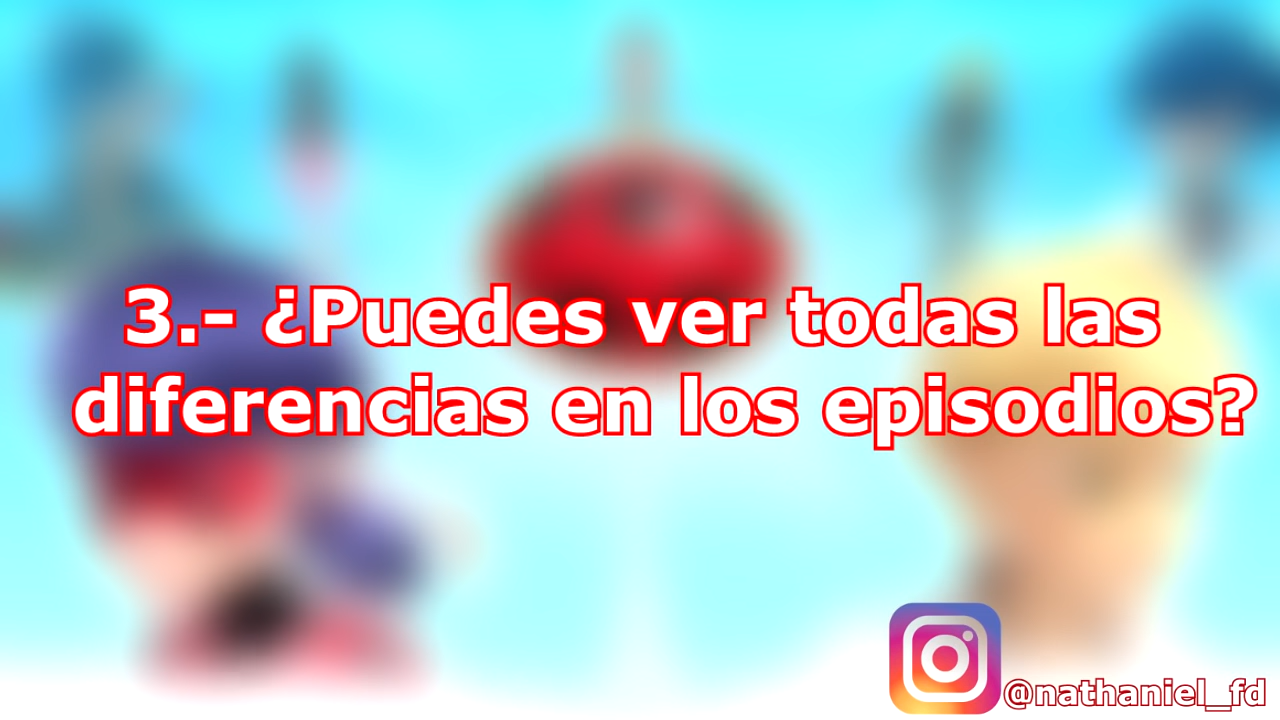 3.- ¿Puedes ver todas las
diferencias en los episodios?
@nathaniel_fd